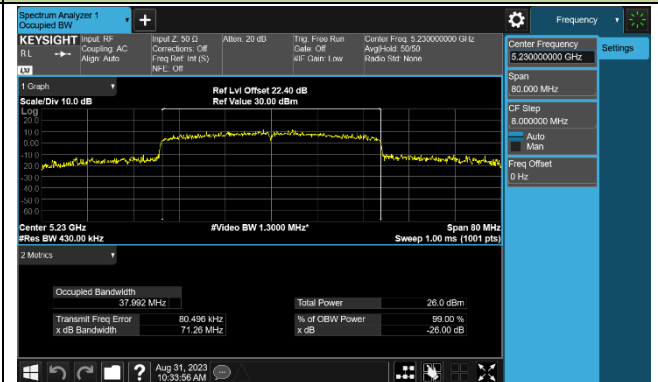 Spectrum Analyzer 1
Occupied BW
+
Frequency
KEYSIGHT
RL
LXI
Input: RF
Coupling: AC
Align: Auto
Input Z: 50 Ω
Corrections: Off
Freq Ref: Int (S)
NFE: Off
Atten: 20 dB
Trig: Free Run
Gate: Off
#IF Gain: Low
Center Freq: 5.230000000 GHz
Avg|Hold: 50/50
Radio Std: None
Center Frequency
5.230000000 GHz
Settings
Span
80.000 MHz
CF Step
8.000000 MHz
Auto
Man
Freq Offset
0 Hz
1 Graph
Scale/Div 10.0 dB
Ref Lvl Offset 22.40 dB
Ref Value 30.00 dBm
Log
20.0
10.0
0.00
-10.0
-20.0
-30.0
-40.0
-50.0
-60.0
Center 5.23 GHz
#Res BW 430.00 kHz
#Video BW 1.3000 MHz*
Span 80 MHz
Sweep 1.00 ms (1001 pts)
2 Metrics
Occupied Bandwidth
37.992 MHz
Total Power 26.0 dBm
Transmit Freq Error 80.496 kHz
% of OBW Power 99.00 %
x dB Bandwidth 71.26 MHz
x dB -26.00 dB
?
Aug 31, 2023
10:33:56 AM